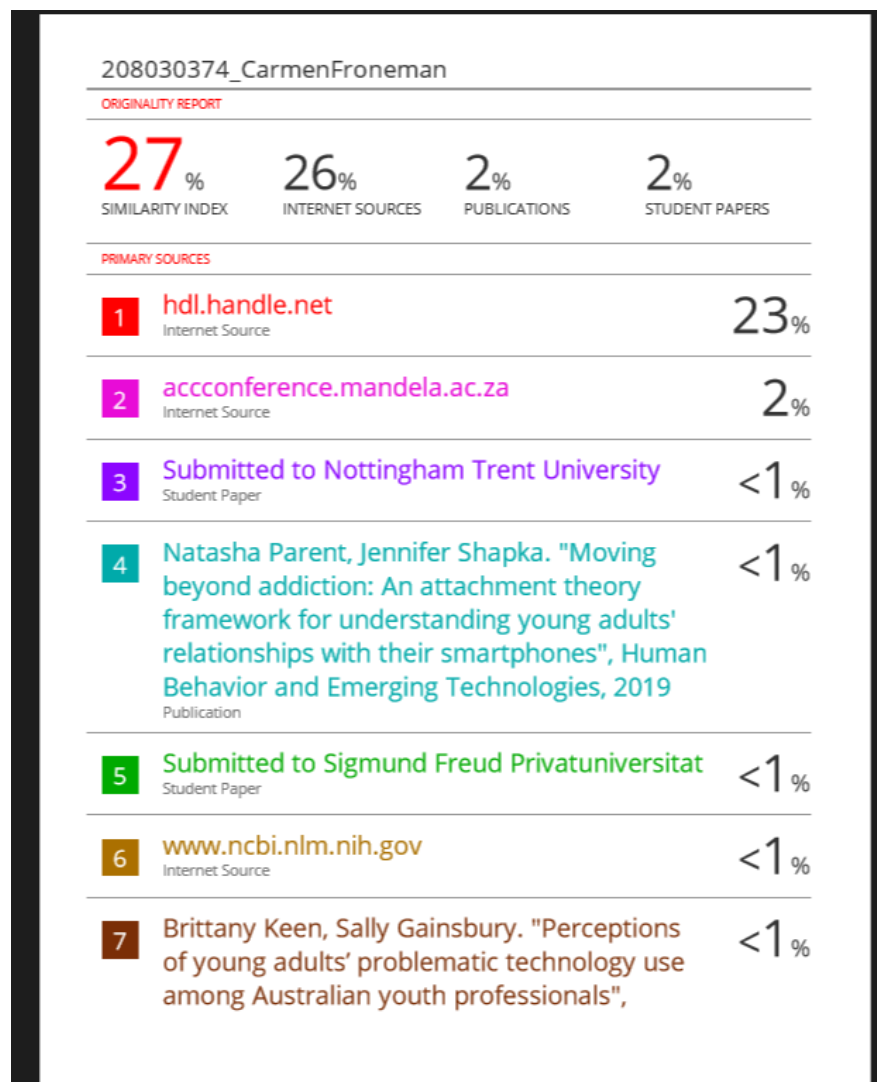 208030374_CarmenFroneman
ORIGINALITY REPORT
27% 26% 2% 2%
SIMILARITY INDEX INTERNET SOURCES PUBLICATIONS STUDENT PAPERS
PRIMARY SOURCES
1 hdl.handle.net 23%
Internet Source
2 accconference.mandela.ac.za 2%
Internet Source
3 Submitted to Nottingham Trent University <1%
Student Paper
4 Natasha Parent, Jennifer Shapka. "Moving <1%
beyond addiction: An attachment theory
framework for understanding young adults'
relationships with their smartphones", Human
Behavior and Emerging Technologies, 2019
Publication
5 Submitted to Sigmund Freud Privatuniversitat <1%
Student Paper
6 www.ncbi.nlm.nih.gov <1%
Internet Source
7 Brittany Keen, Sally Gainsbury. "Perceptions <1%
of young adults’ problematic technology use
among Australian youth professionals",